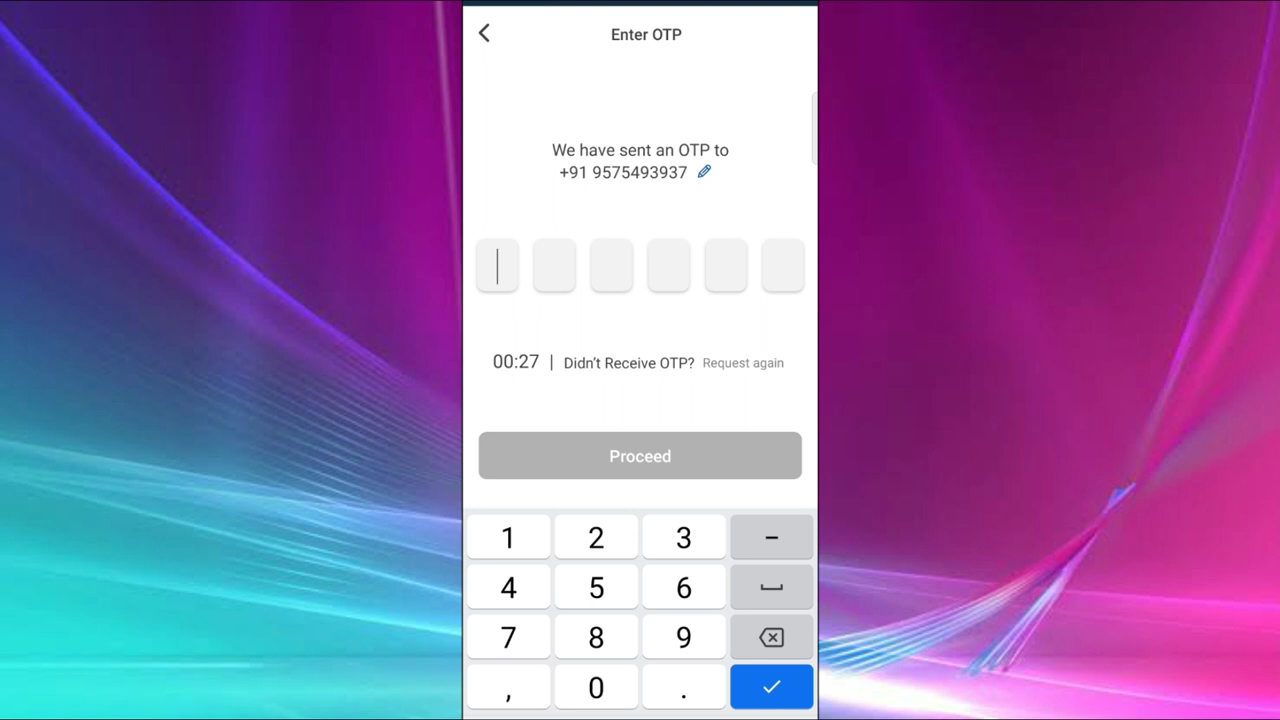 Enter OTP
We have sent an OTP to
+91 9575493937
00:27 | Didn't Receive OTP? Request again
Proceed
1 2 3 -
4 5 6
7 8 9
, 0 .